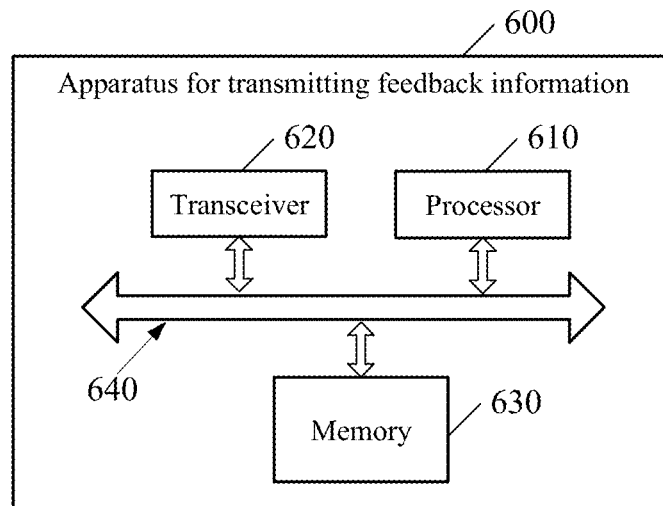 600
Apparatus for transmitting feedback information
620
610
Transceiver
Processor
640
630
Memory